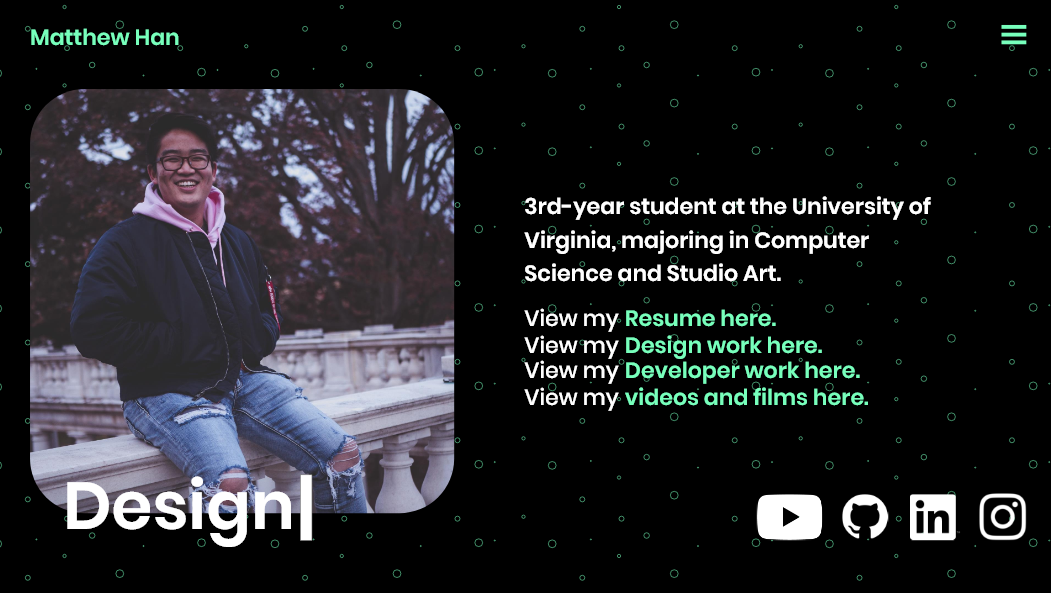 Matthew Han
3rd-year student at the University of
Virginia, majoring in Computer
Science and Studio Art.
View my Resume here.
View my Design work here.
View my Developer work here.
View my videos and films here.
Design|
in